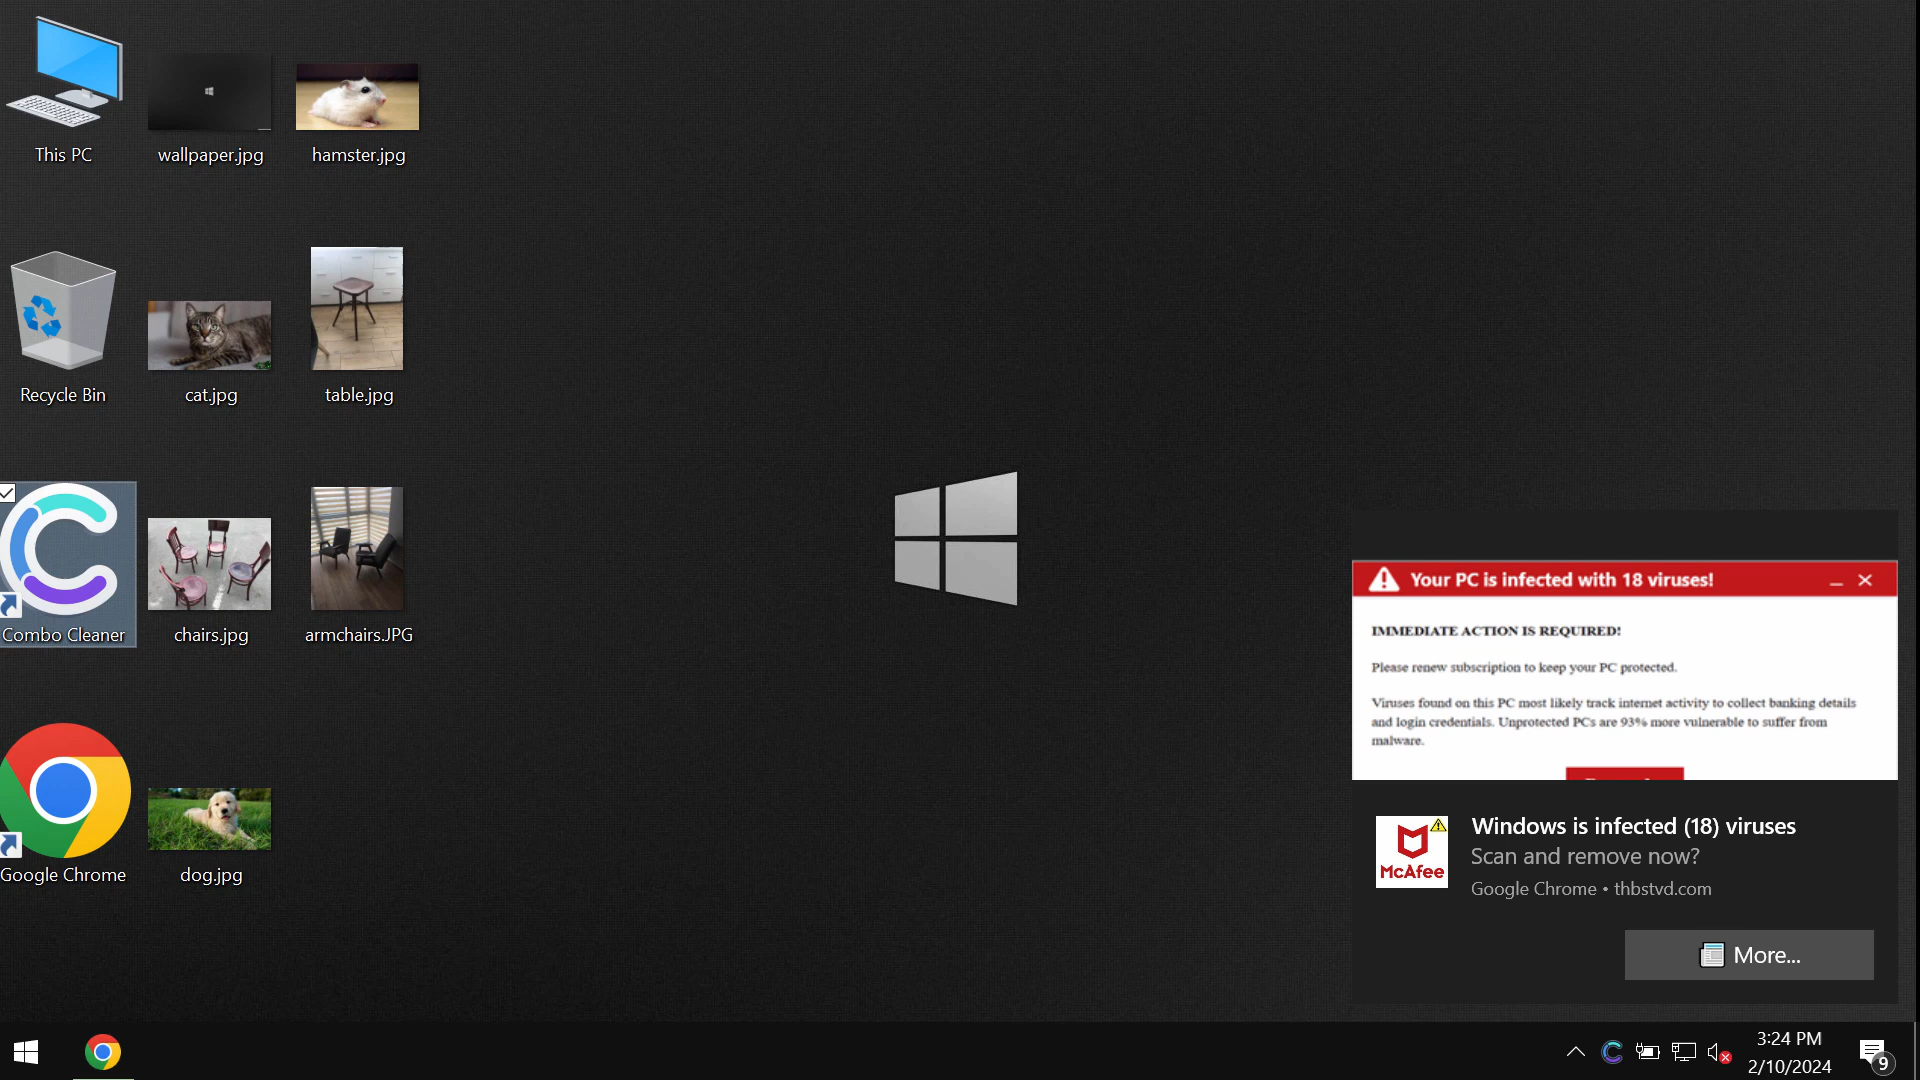 This PC
wallpaper.jpg
hamster.jpg
Recycle Bin
cat.jpg
table.jpg
Combo Cleaner
chairs.jpg
armchairs.JPG
Google Chrome
dog.jpg
Your PC is infected with 18 viruses!
IMMEDIATE ACTION IS REQUIRED!
Please renew subscription to keep your PC protected.
Viruses found on this PC most likely track internet activity to collect banking details
and login credentials. Unprotected PCs are 93% more vulnerable to suffer from
malware.
McAfee
Windows is infected (18) viruses
Scan and remove now?
Google Chrome • thbstvd.com
More...
3:24 PM
2/10/2024
9